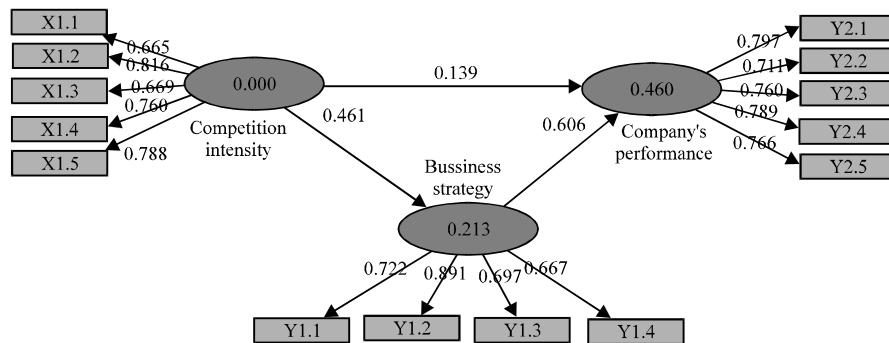 X1.1
X1.2
X1.3
X1.4
X1.5
0.665
0.816
0.669
0.760
0.788
0.000
Competition
intensity
0.139
0.461
0.606
Bussiness
strategy
0.213
0.722
0.891
0.697
0.667
Y1.1
Y1.2
Y1.3
Y1.4
0.460
Company's
performance
0.797
0.711
0.760
0.789
0.766
Y2.1
Y2.2
Y2.3
Y2.4
Y2.5